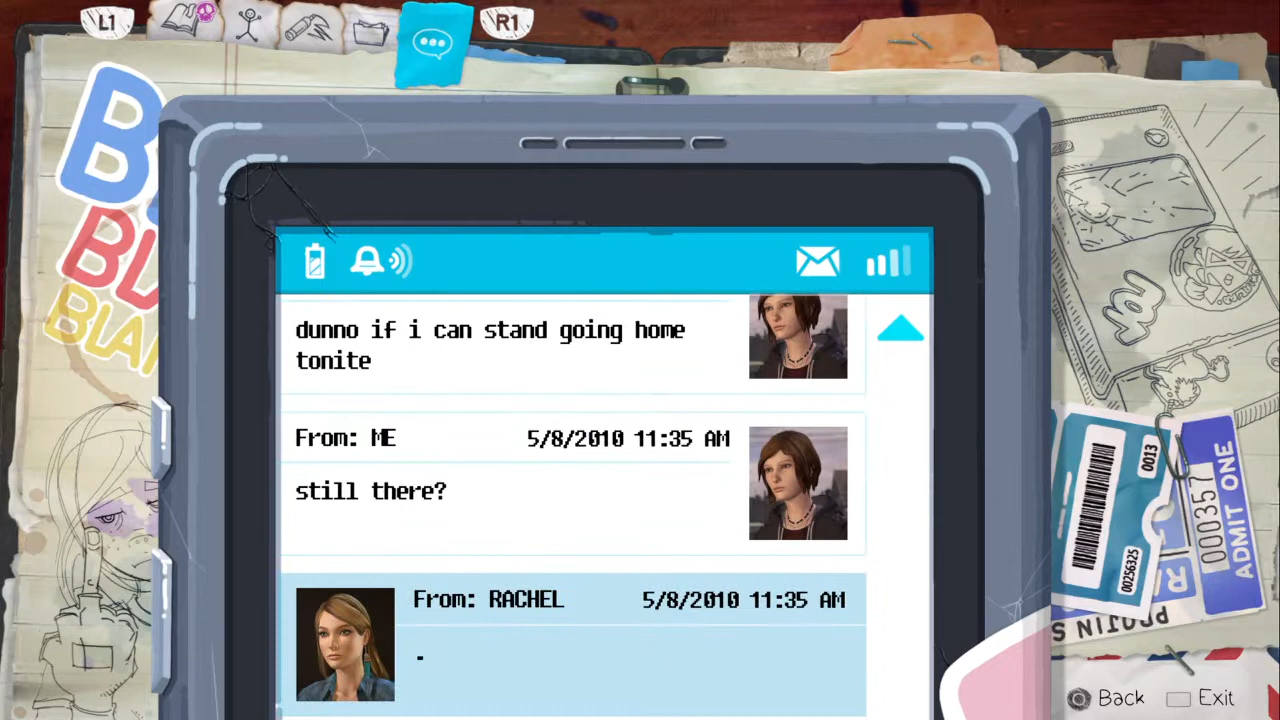 L1
R1
dunno if i can stand going home
tonite
From: ME 5/8/2010 11:35 AM
still there?
From: RACHEL 5/8/2010 11:35 AM
.
0013
00256325
000357
ADMIT ONE
Back
Exit